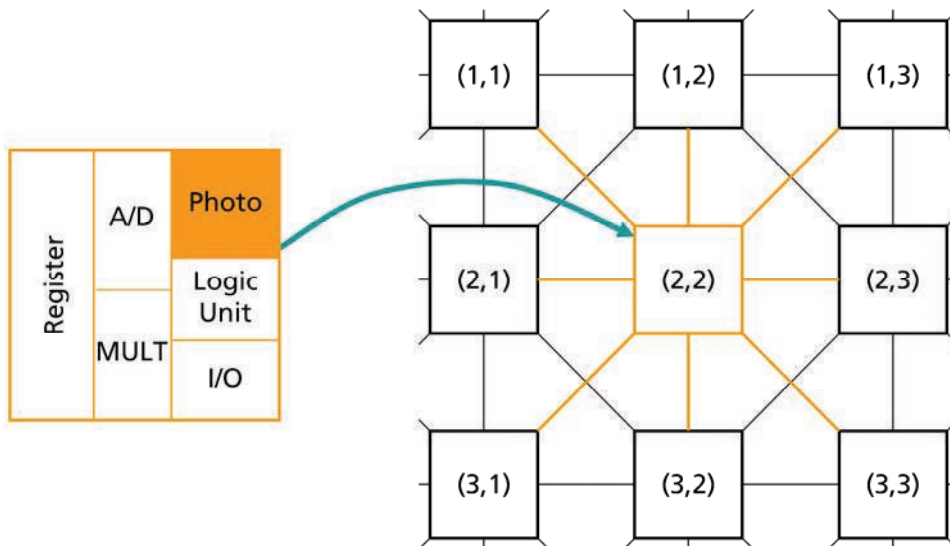 (1,1)
(1,2)
(1,3)
Register
A/D
Photo
Logic
Unit
MULT
I/O
(2,1)
(2,2)
(2,3)
(3,1)
(3,2)
(3,3)